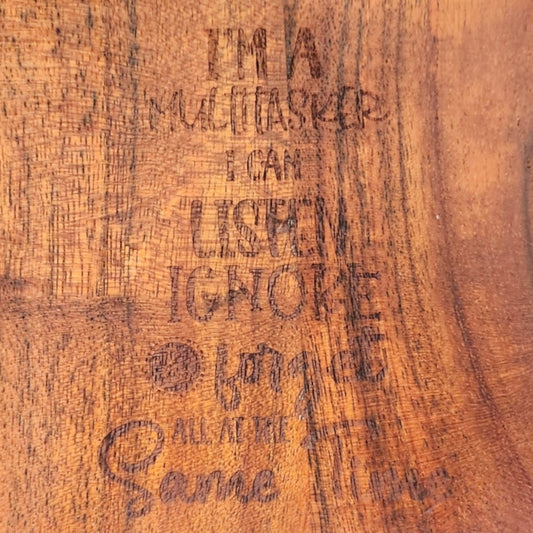 I'M A
MULTITASKER
I CAN
LISTEN
IGNORE
& forget
ALL AT THE
Same Time